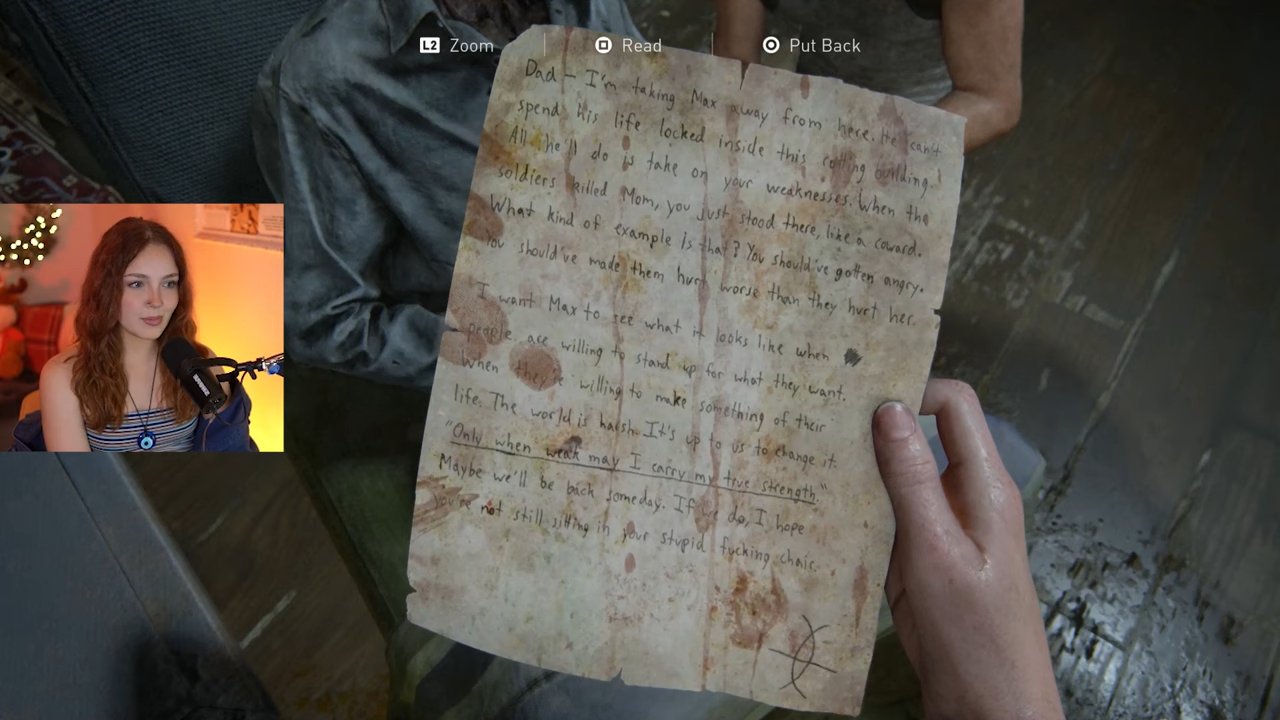 L2 Zoom
Read
Put Back
Dad — I'm taking Max away from here. He can't
spend his life locked inside this rotting building.
All he'll do is take on your weaknesses. When the
soldiers killed Mom, you just stood there, like a coward.
What kind of example is that? You should've gotten angry.
You should've made them hurt worse than they hurt her.
I want Max to see what it looks like when
people are willing to stand up for what they want.
When they're willing to make something of their
life. The world is harsh. It's up to us to change it.
"Only when weak may I carry my true strength."
Maybe we'll be back someday. If we do, I hope
you're not still sitting in your stupid fucking chair.